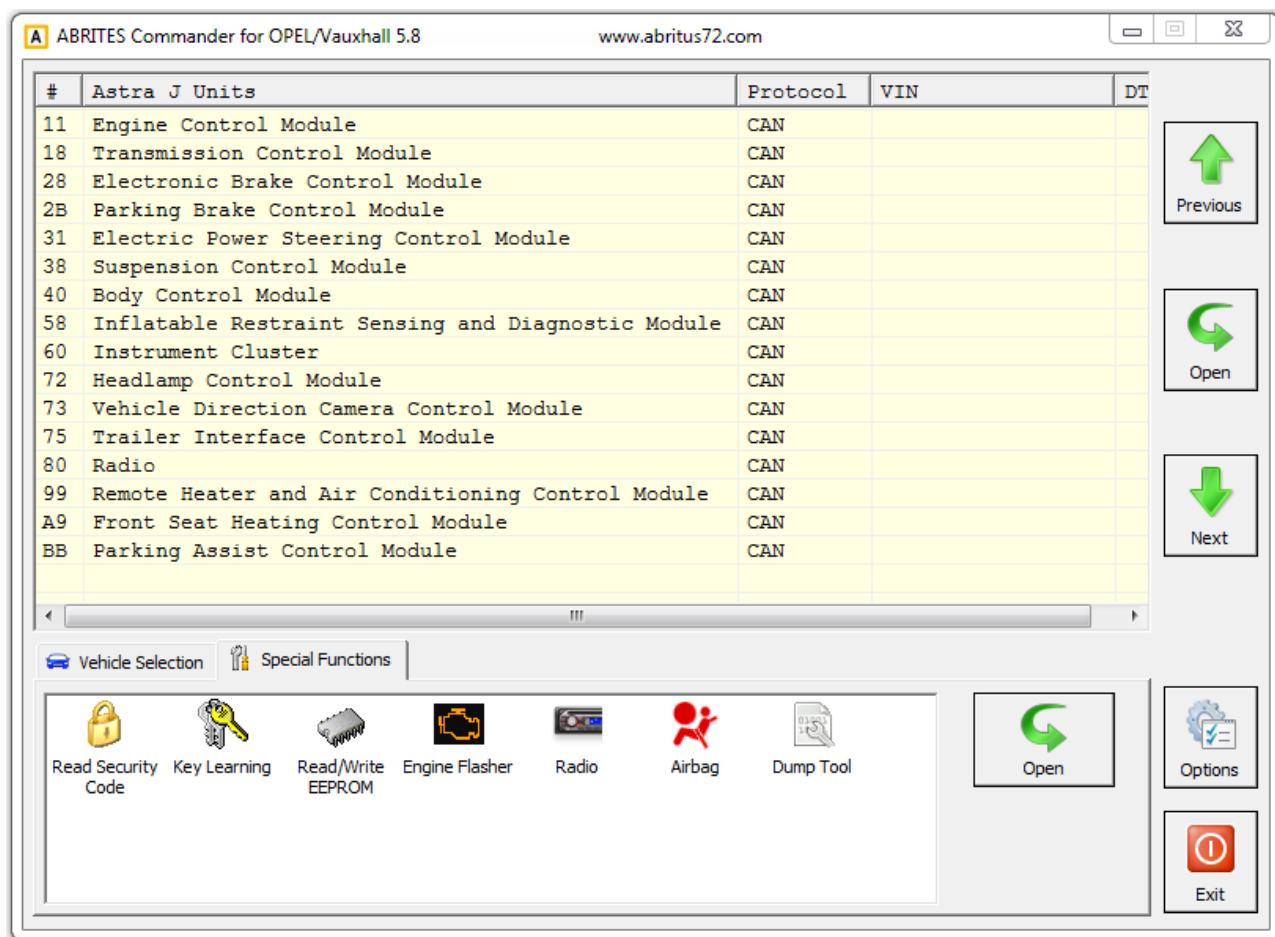 A ABRITES Commander for OPEL/Vauxhall 5.8 www.abritus72.com
# Astra J Units Protocol VIN DT
11 Engine Control Module CAN
18 Transmission Control Module CAN
28 Electronic Brake Control Module CAN
2B Parking Brake Control Module CAN
31 Electric Power Steering Control Module CAN
38 Suspension Control Module CAN
40 Body Control Module CAN
58 Inflatable Restraint Sensing and Diagnostic Module CAN
60 Instrument Cluster CAN
72 Headlamp Control Module CAN
73 Vehicle Direction Camera Control Module CAN
75 Trailer Interface Control Module CAN
80 Radio CAN
99 Remote Heater and Air Conditioning Control Module CAN
A9 Front Seat Heating Control Module CAN
BB Parking Assist Control Module CAN
Previous
Open
Next
Vehicle Selection Special Functions
Read Security Key Learning Read/Write Engine Flasher Radio Airbag Dump Tool
Code EEPROM
Open
Options
Exit